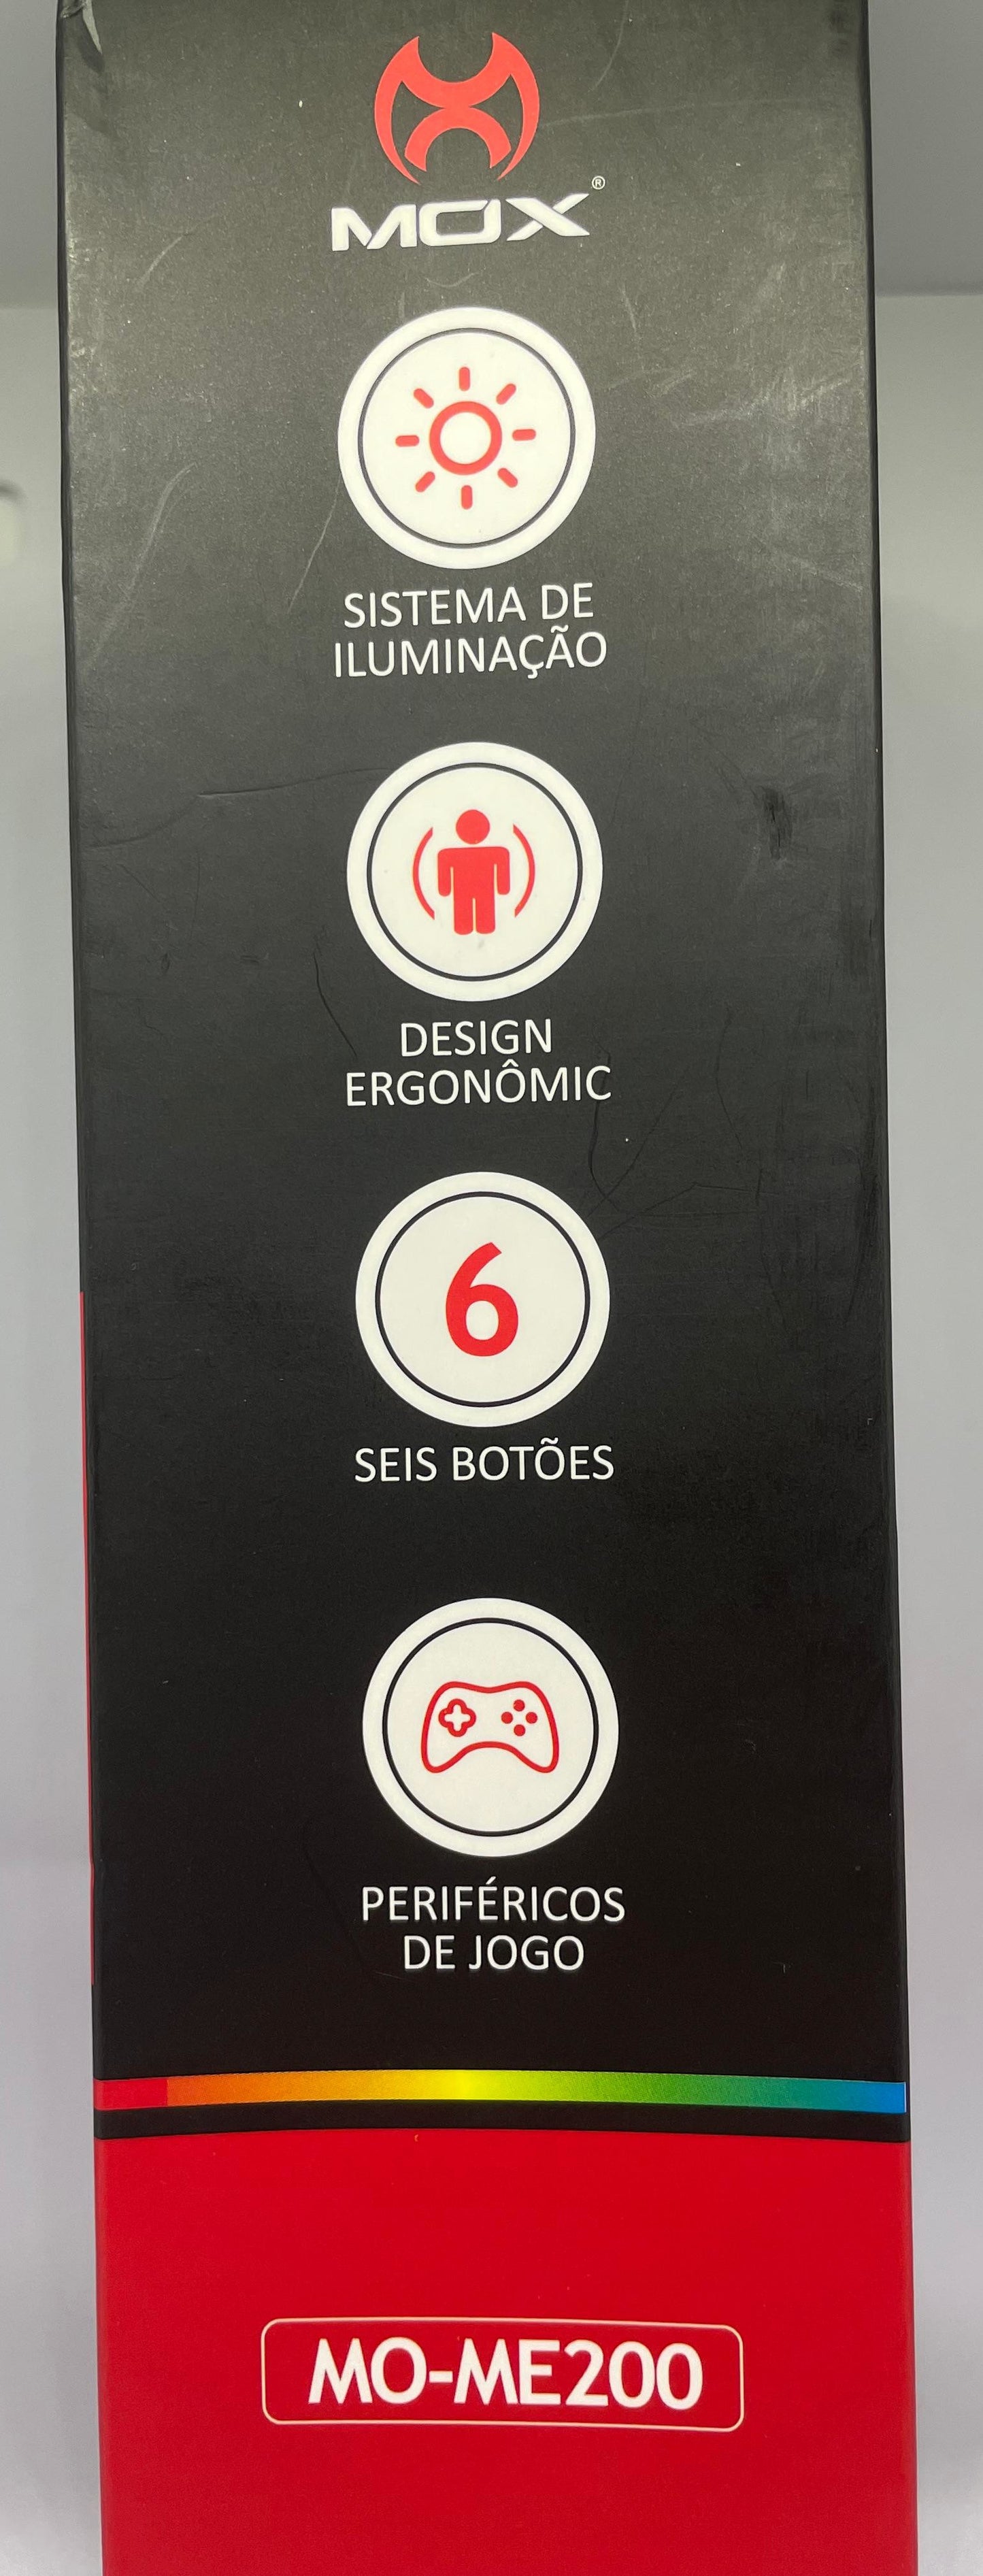 MOX®
SISTEMA DE
ILUMINAÇÃO
DESIGN
ERGONÔMIC
6
SEIS BOTÕES
PERIFÉRICOS
DE JOGO
MO-ME200